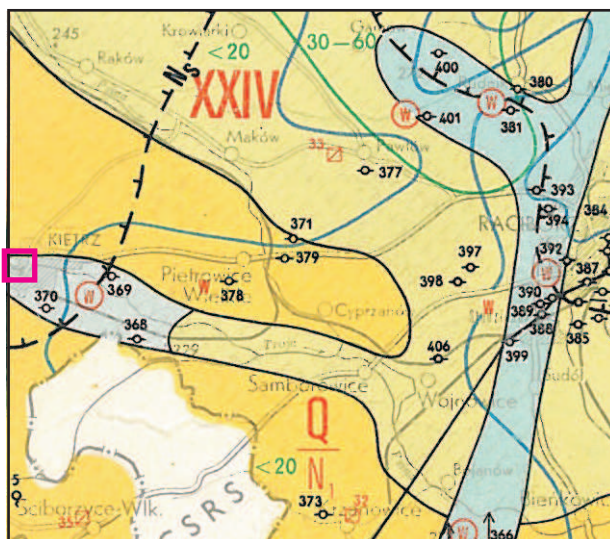 245
Krowiarki
<20
30–60
400
380
Raków
N
S
XXIV
W
401
W
381
Maków
33
Pawłów
377
393
394
384
371
KIETRZ
379
397
392
W
387
Pietrowice
398
W
378
W
369
W
390
389
370
Cyprzanów
388
385
368
406
399
Samborowice
Wojnowice
Q
N1
<20
Bojanów
5
Bieńkow
Ściborzyce-Wlk.
CSRS
373
32
35
W
366